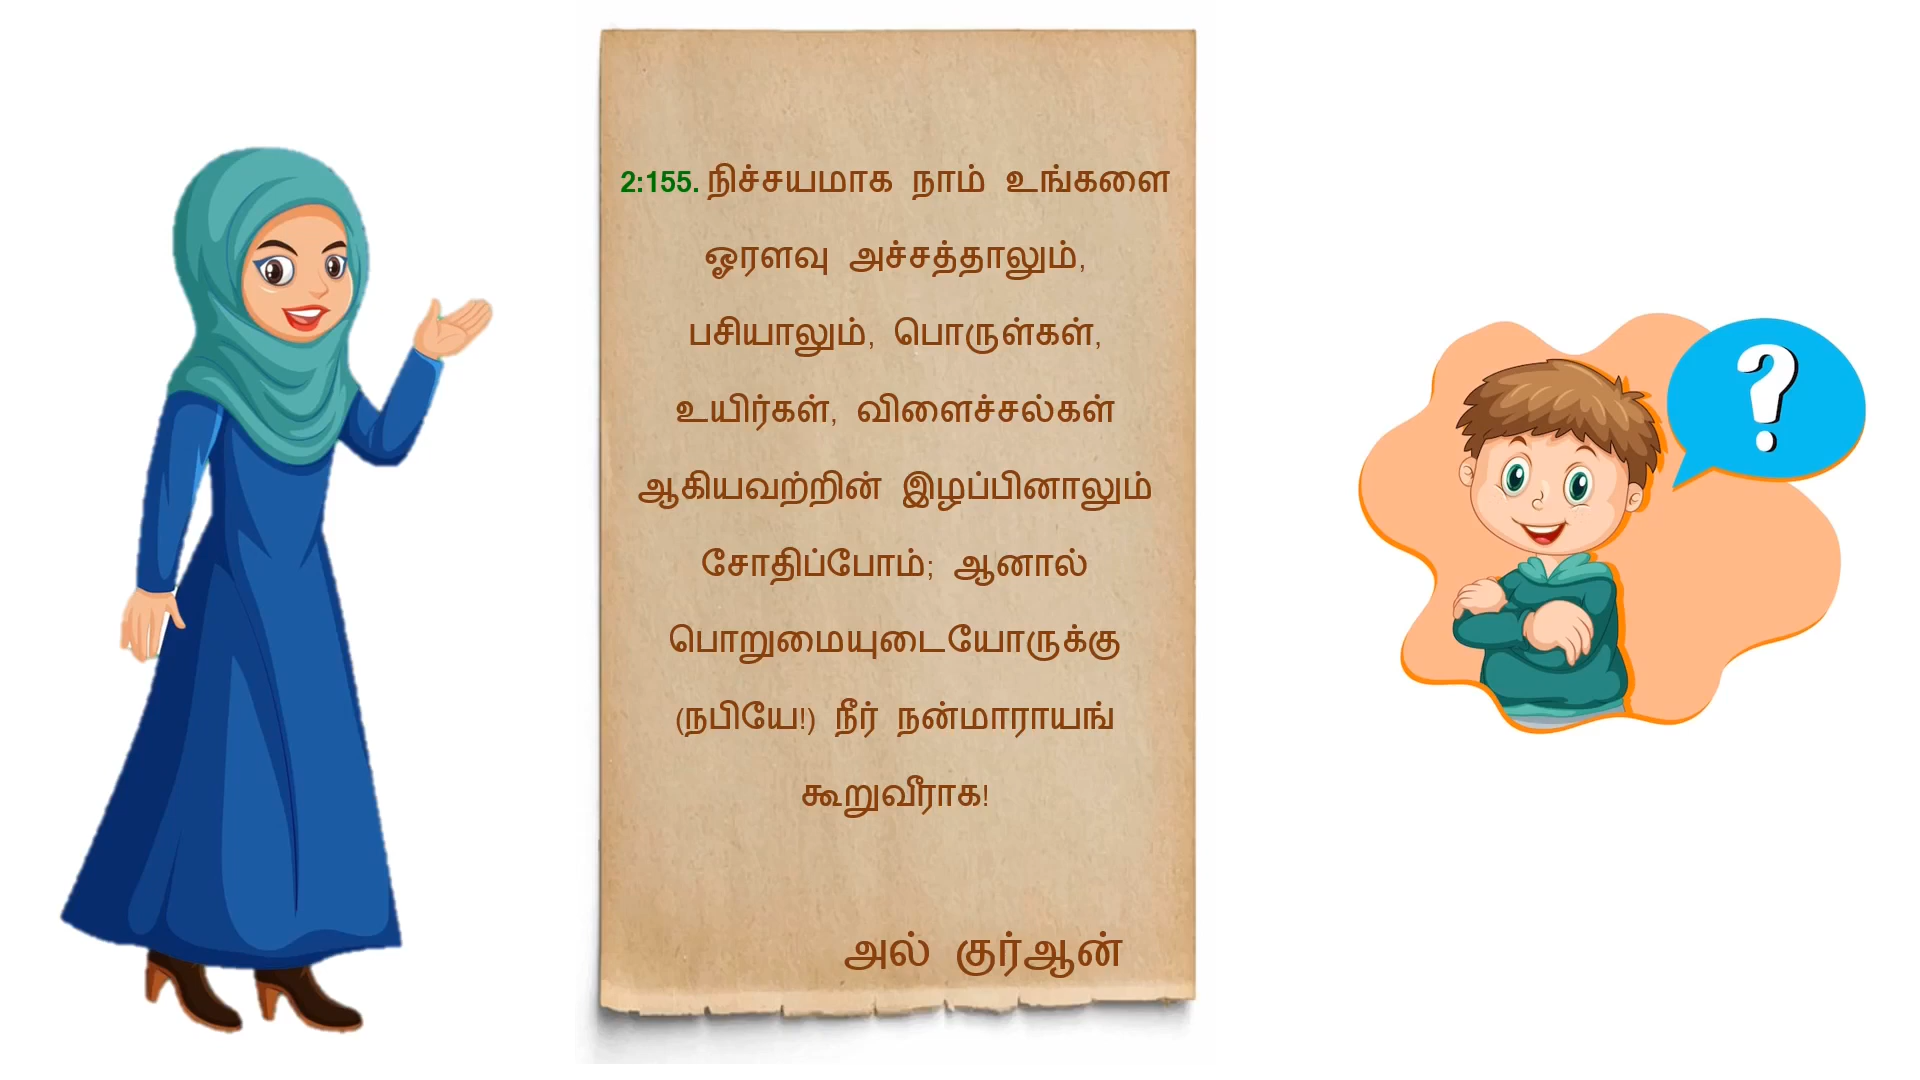 2:155. நிச்சயமாக நாம் உங்களை
ஓரளவு அச்சத்தாலும்,
பசியாலும், பொருள்கள்,
உயிர்கள், விளைச்சல்கள்
ஆகியவற்றின் இழப்பினாலும்
சோதிப்போம்; ஆனால்
பொறுமையுடையோருக்கு
(நபியே!) நீர் நன்மாராயங்
கூறுவீராக!
அல் குர்ஆன்
?